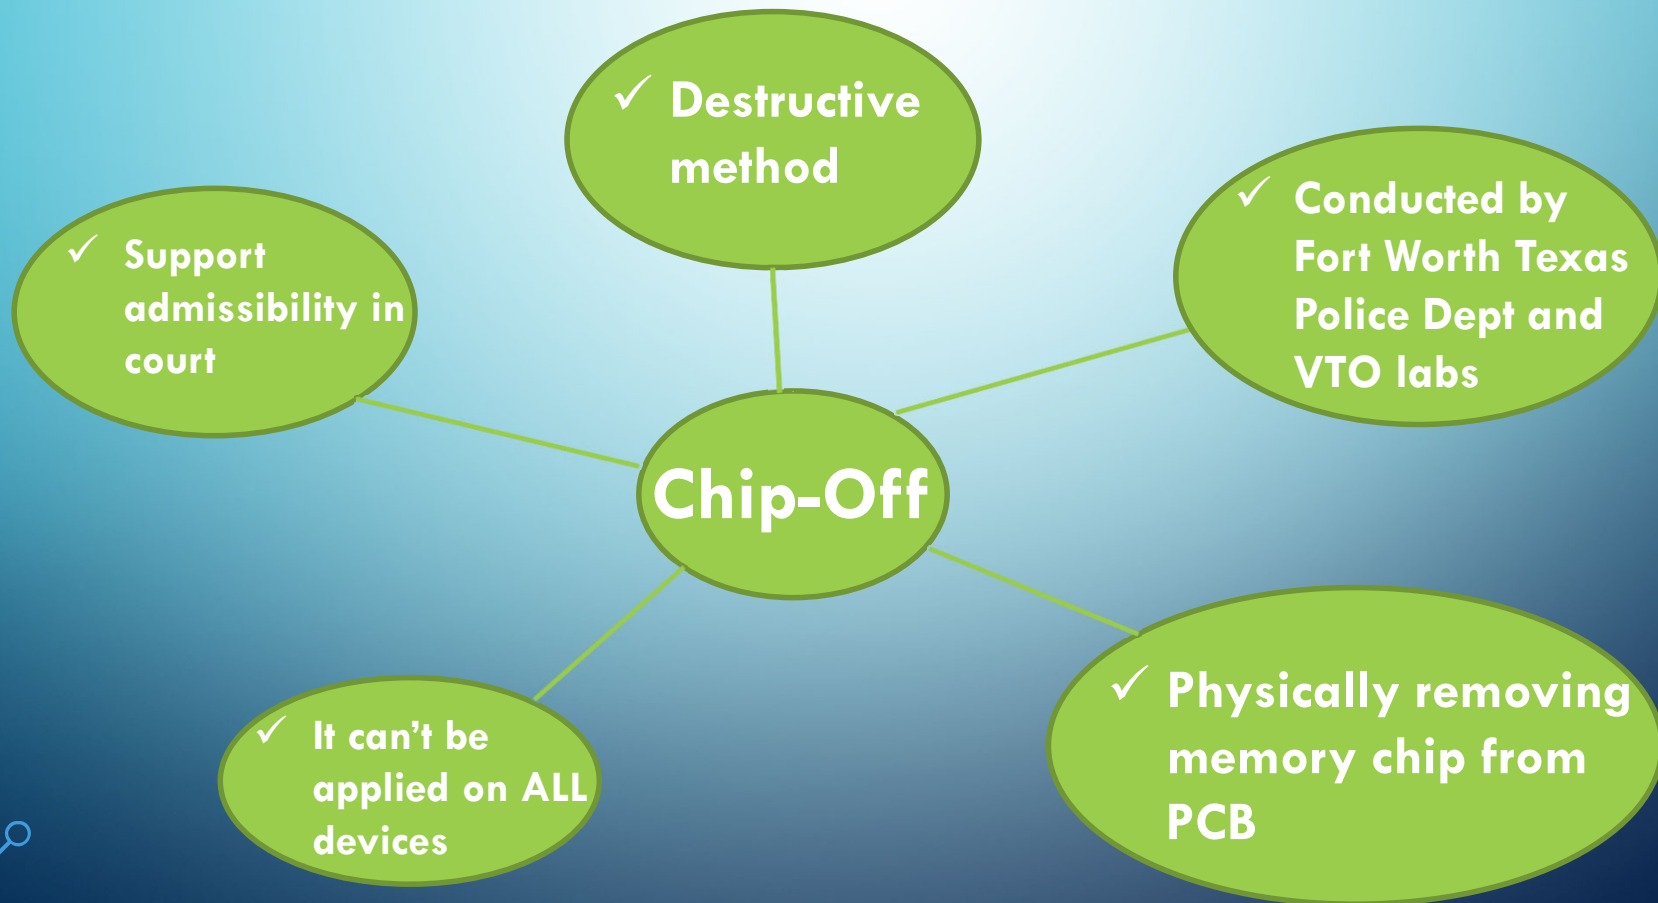 ✓ Destructive
method
✓ Conducted by
Fort Worth Texas
Police Dept and
VTO labs
✓ Support
admissibility in
court
Chip-Off
✓ Physically removing
memory chip from
PCB
✓ It can't be
applied on ALL
devices